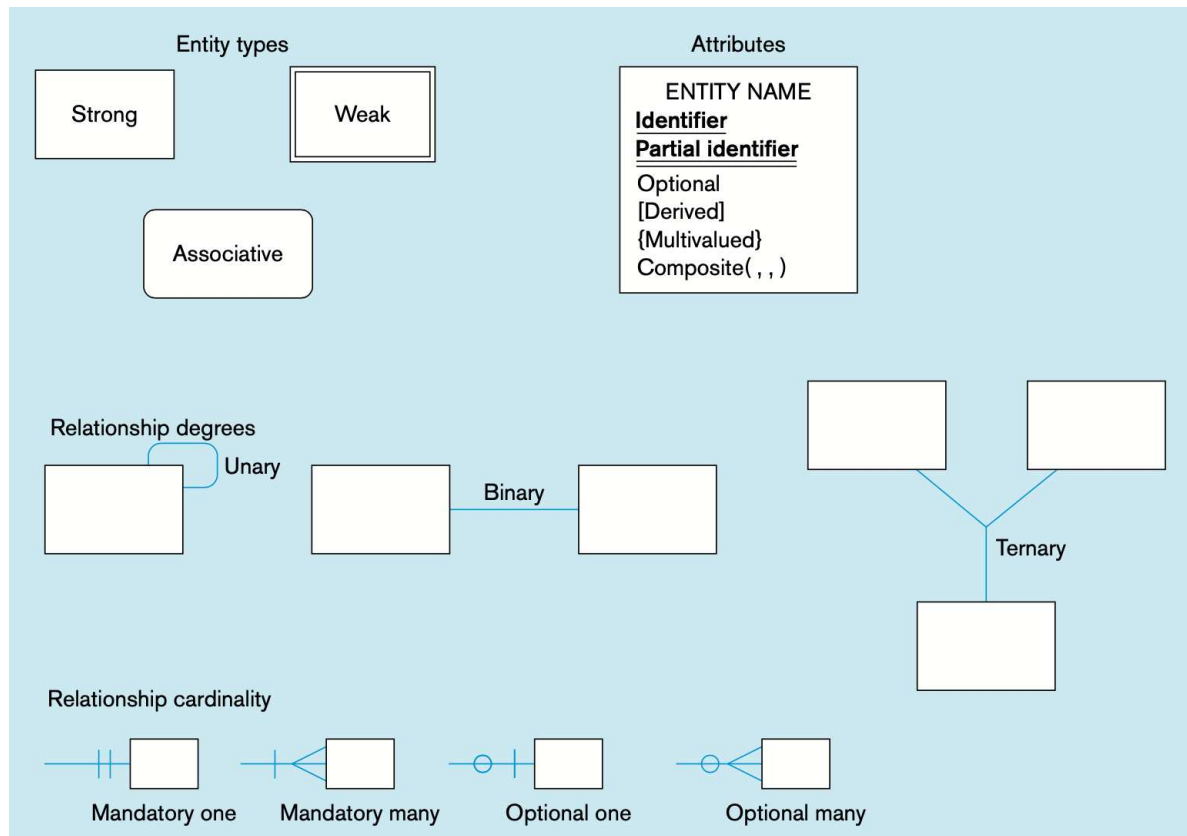 Entity types
Strong
Weak
Associative
Attributes
ENTITY NAME
Identifier
Partial identifier
Optional
[Derived]
{Multivalued}
Composite( , , )
Relationship degrees
Unary
Binary
Ternary
Relationship cardinality
Mandatory one
Mandatory many
Optional one
Optional many